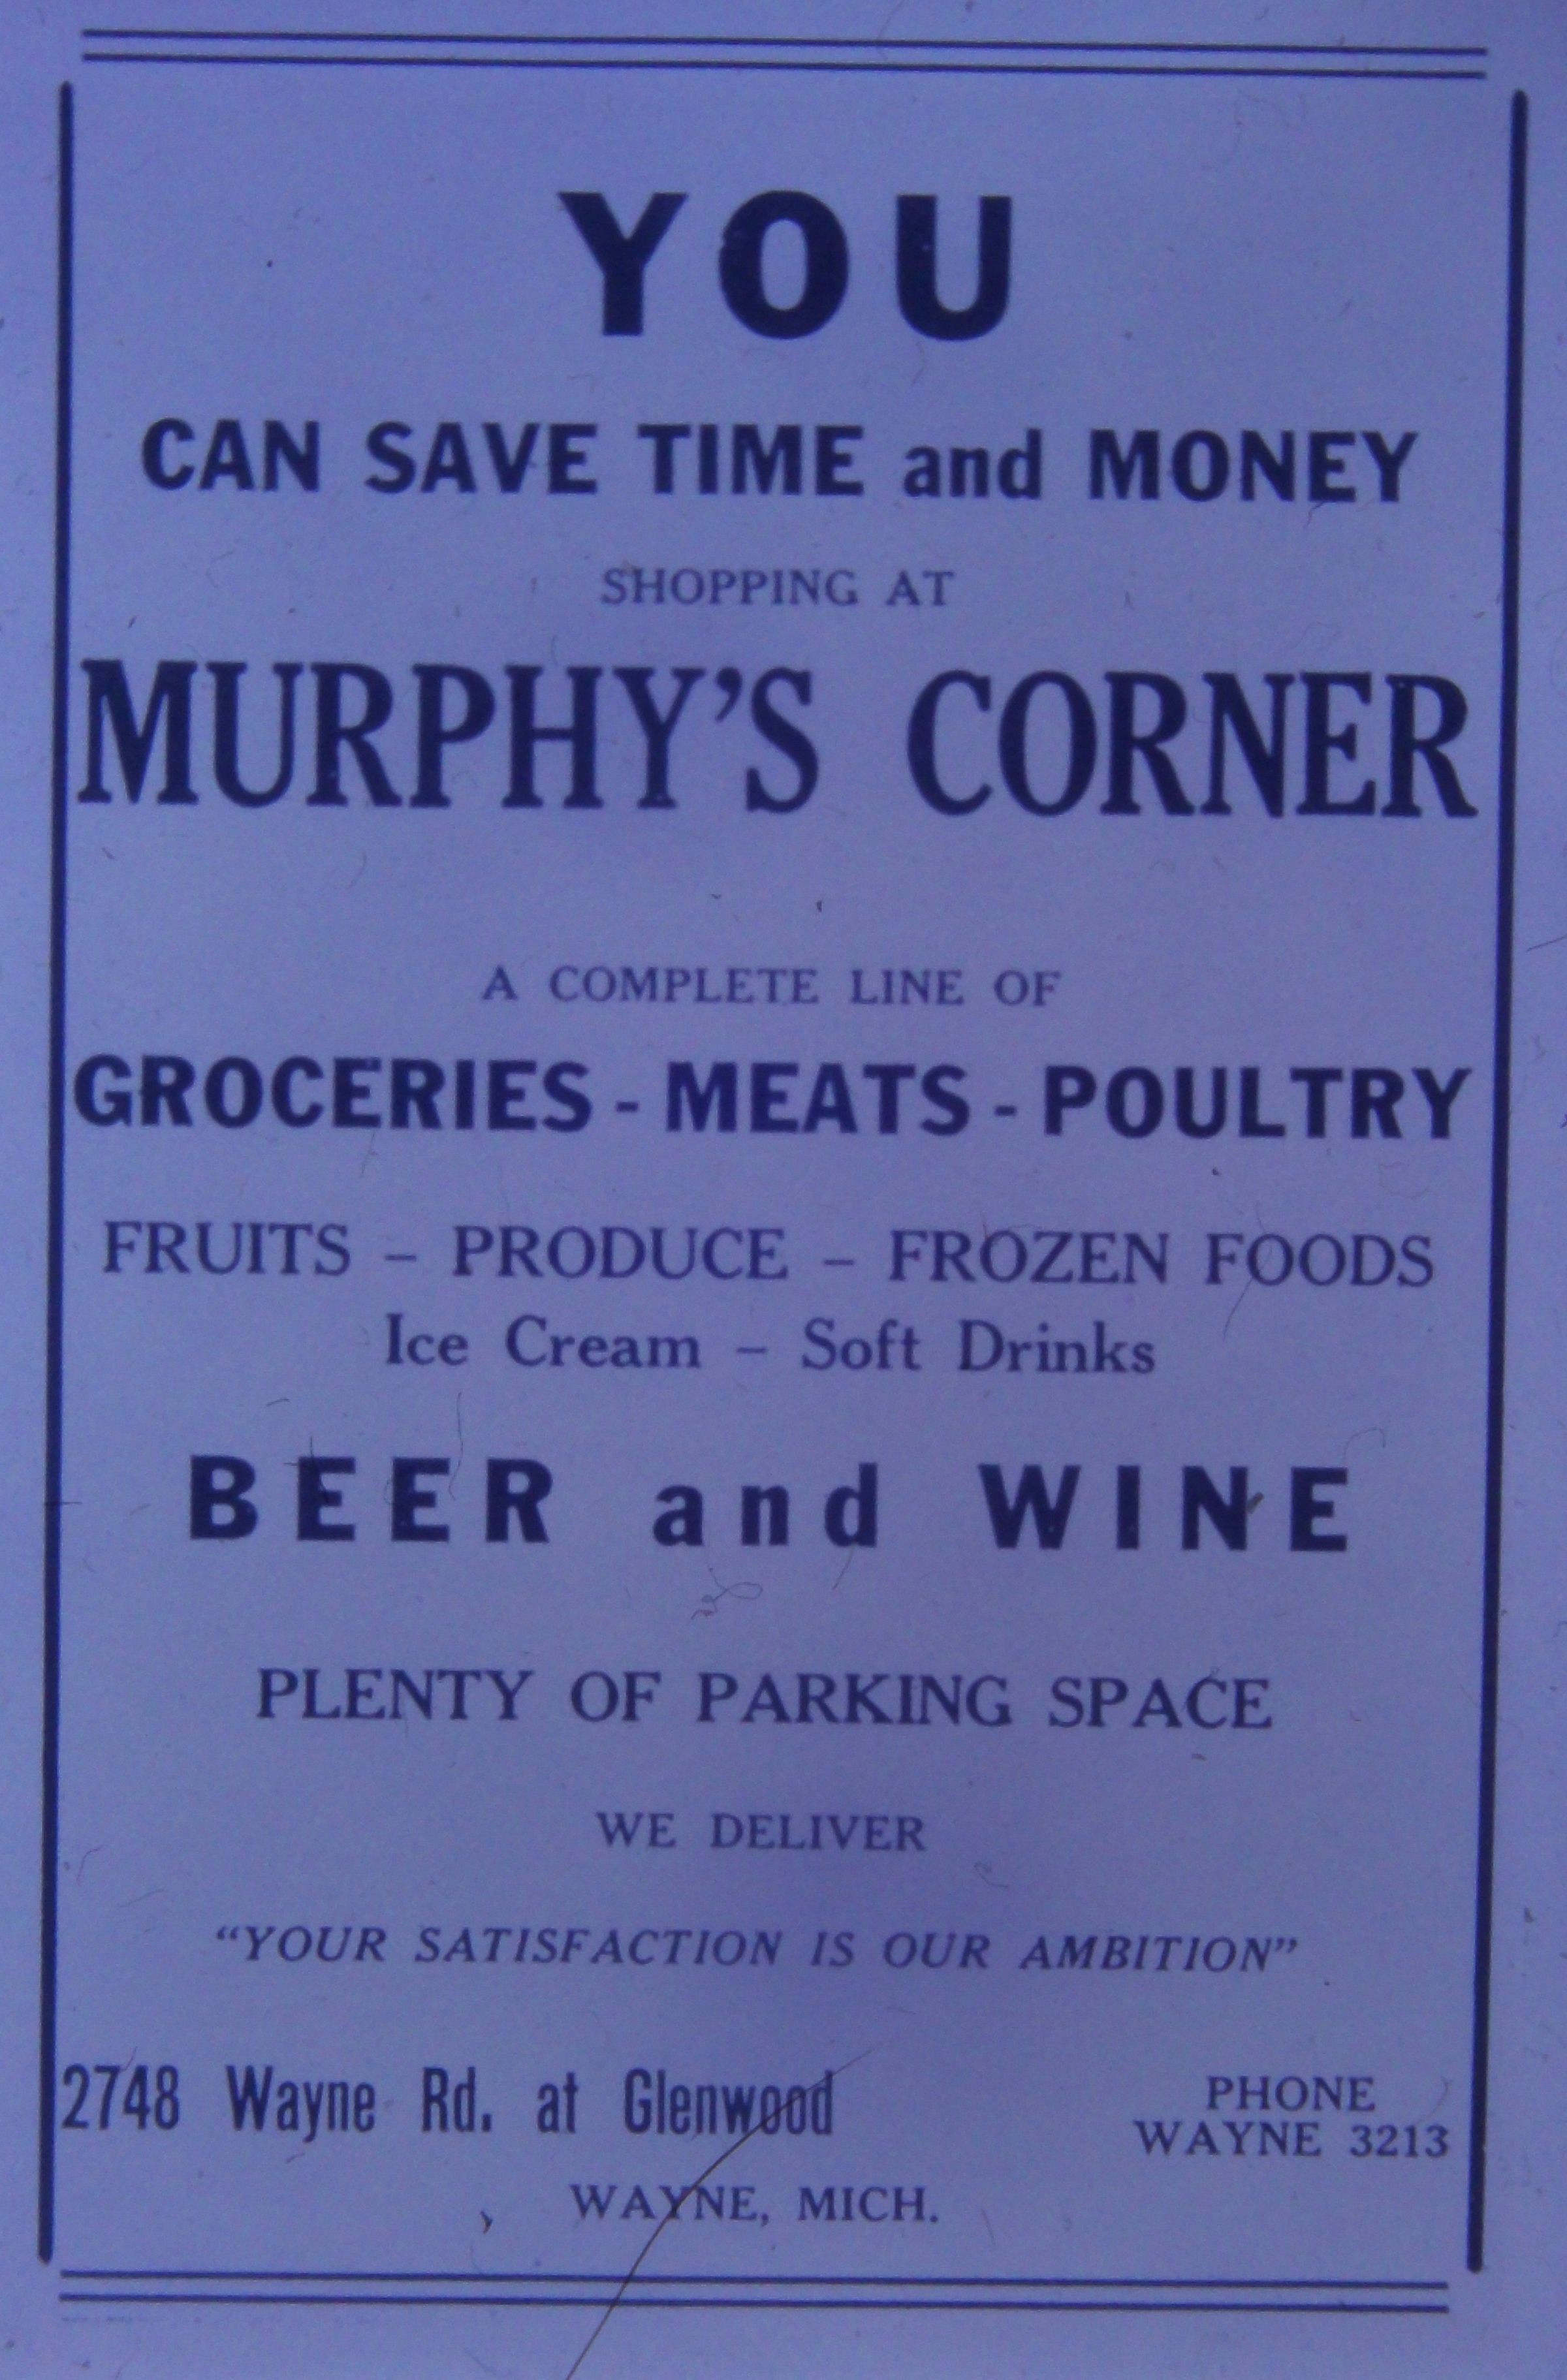 YOU
CAN SAVE TIME and MONEY
SHOPPING AT
MURPHY'S CORNER
A COMPLETE LINE OF
GROCERIES - MEATS - POULTRY
FRUITS – PRODUCE – FROZEN FOODS
Ice Cream – Soft Drinks
BEER and WINE
PLENTY OF PARKING SPACE
WE DELIVER
“YOUR SATISFACTION IS OUR AMBITION”
2748 Wayne Rd. at Glenwood
PHONE
WAYNE 3213
WAYNE, MICH.